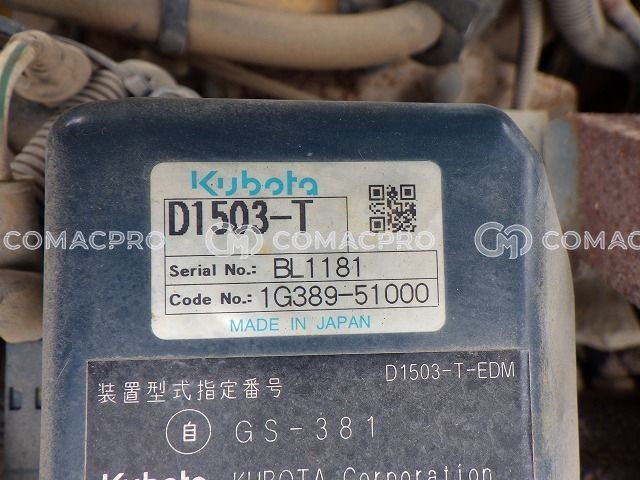 Kubota
D1503-T
Serial No.: BL1181
Code No.: 1G389-51000
MADE IN JAPAN
COMACPRO COMACPRO
装置型式指定番号 D1503-T-EDM
自 GS-381
Kubota KUBOTA Corporation